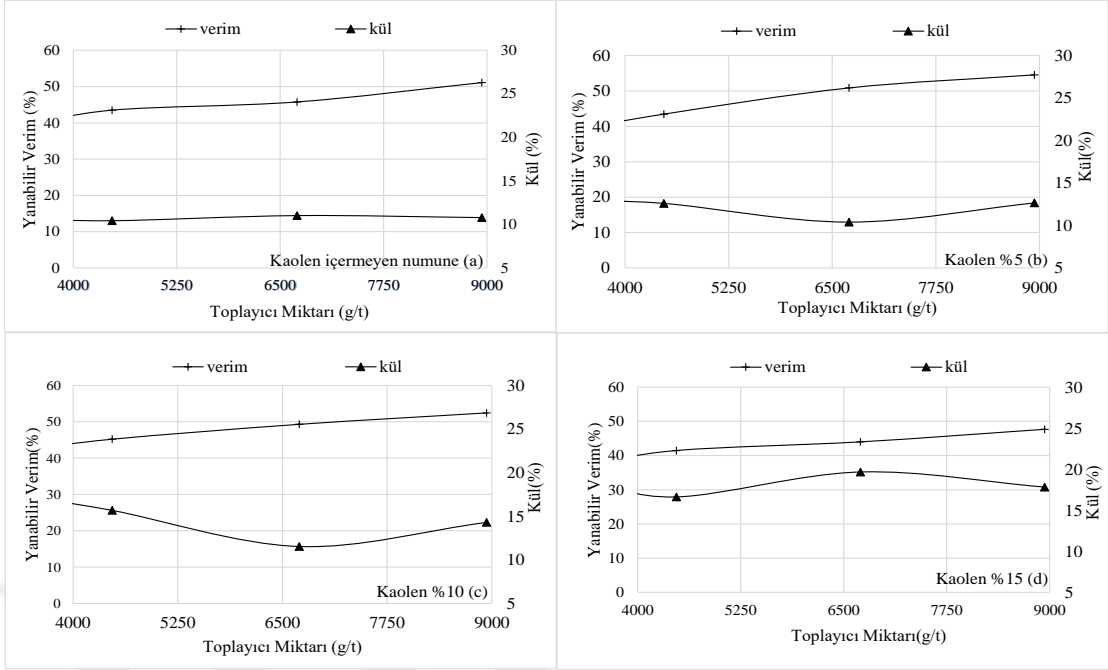 verim kül
60
50
40
30
20
10
0
30
25
20
15
10
5
Yanabilir Verim (%)
Kül (%)
Kaolen içermeyen numune (a)
4000 5250 6500 7750 9000
Toplayıcı Miktarı (g/t)
verim kül
60
50
40
30
20
10
0
30
25
20
15
10
5
Yanabilir Verim (%)
Kül(%)
Kaolen %5 (b)
4000 5250 6500 7750 9000
Toplayıcı Miktarı (g/t)
verim kül
60
50
40
30
20
10
0
30
25
20
15
10
5
Yanabilir Verim(%)
Kül(%)
Kaolen %10 (c)
4000 5250 6500 7750 9000
Toplayıcı Miktarı (g/t)
verim kül
60
50
40
30
20
10
0
30
25
20
15
10
5
Yanabilir Verim(%)
Kül (%)
Kaolen %15 (d)
4000 5250 6500 7750 9000
Toplayıcı Miktarı(g/t)